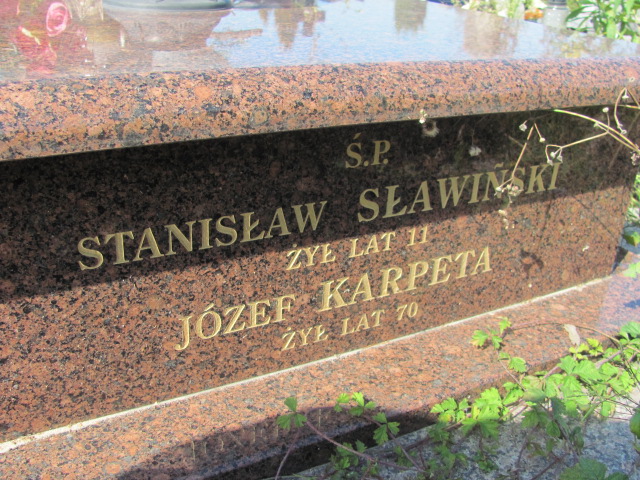 Ś.P.
STANISŁAW SŁAWIŃSKI
ŻYŁ LAT 11
JÓZEF KARPETA
ŻYŁ LAT 70